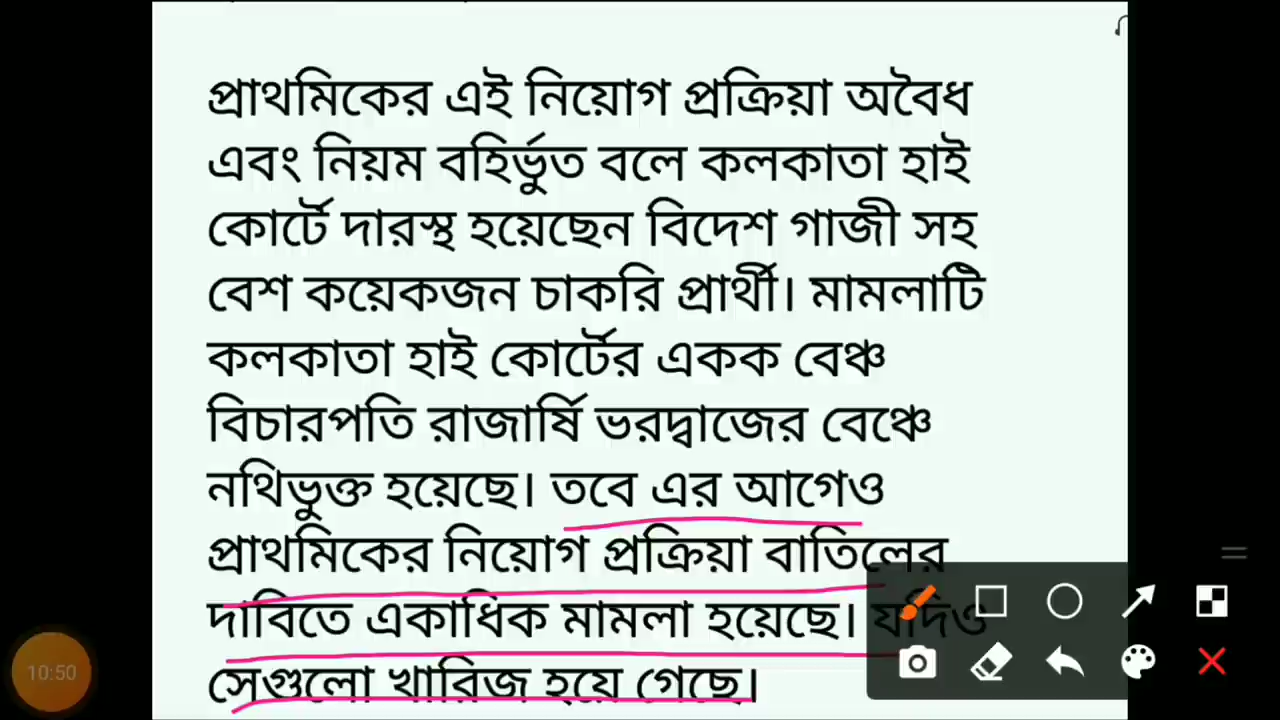 প্রাথমিকের এই নিয়োগ প্রক্রিয়া অবৈধ
এবং নিয়ম বহির্ভুত বলে কলকাতা হাই
কোর্টে দারস্থ হয়েছেন বিদেশ গাজী সহ
বেশ কয়েকজন চাকরি প্রার্থী। মামলাটি
কলকাতা হাই কোর্টের একক বেঞ্চ
বিচারপতি রাজার্ষি ভরদ্বাজের বেঞ্চে
নথিভুক্ত হয়েছে। তবে এর আগেও
প্রাথমিকের নিয়োগ প্রক্রিয়া বাতিলের
দাবিতে একাধিক মামলা হয়েছে। যদিও
সেগুলো খারিজ হয়ে গেছে।
10:50